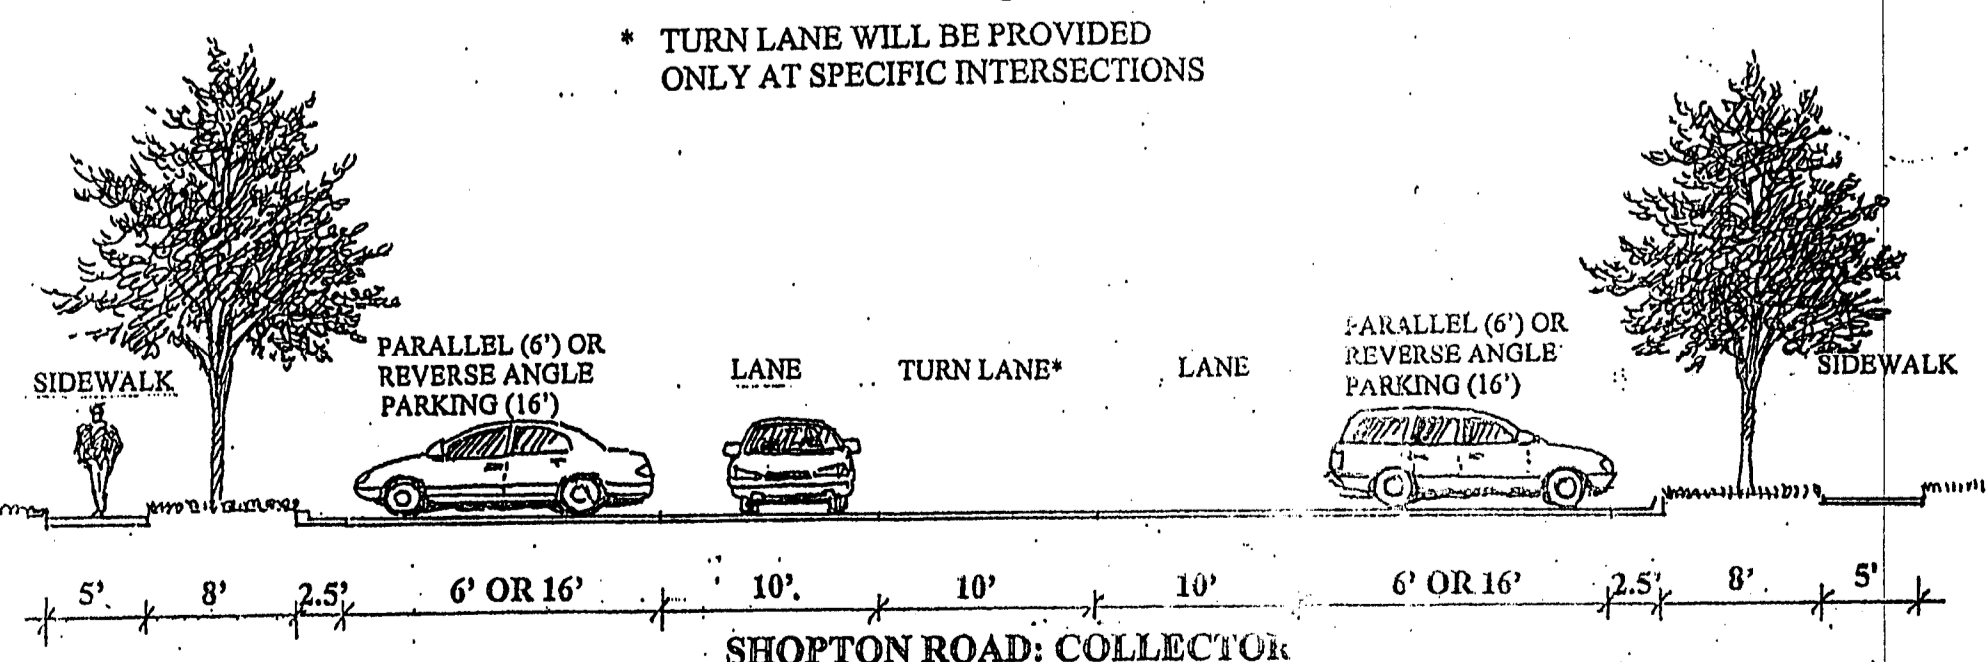 * TURN LANE WILL BE PROVIDED
ONLY AT SPECIFIC INTERSECTIONS
SIDEWALK
PARALLEL (6') OR
REVERSE ANGLE
PARKING (16')
LANE
TURN LANE*
LANE
PARALLEL (6') OR
REVERSE ANGLE
PARKING (16')
SIDEWALK
5' 8' 2.5' 6' OR 16' 10' 10' 10' 6' OR 16' 2.5' 8' 5'
SHOPTON ROAD: COLLECTOR